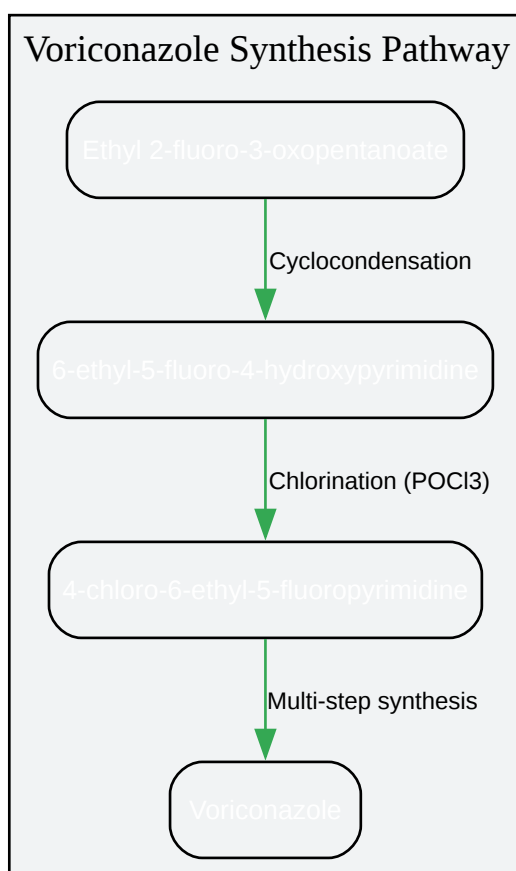 Voriconazole Synthesis Pathway
Ethyl 2-fluoro-3-oxopentanoate
Cyclocondensation
6-ethyl-5-fluoro-4-hydroxypyrimidine
Chlorination (POCl3)
4-chloro-6-ethyl-5-fluoropyrimidine
Multi-step synthesis
Voriconazole